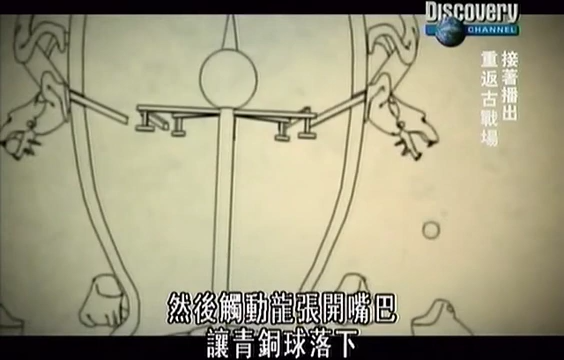 Discovery
CHANNEL
接著播出
重返古戰場
然後觸動龍張開嘴巴
讓青銅球落下